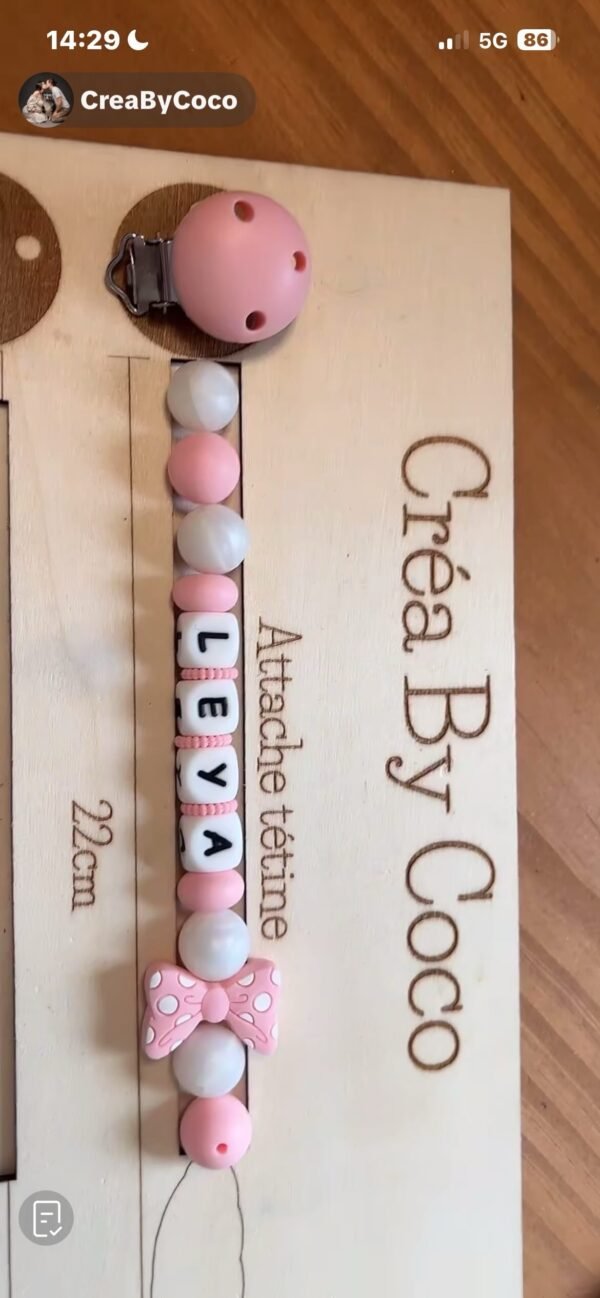 14:29
5G 86
CreaByCoco
Créa By Coco
Attache tétine
LEYA
22cm